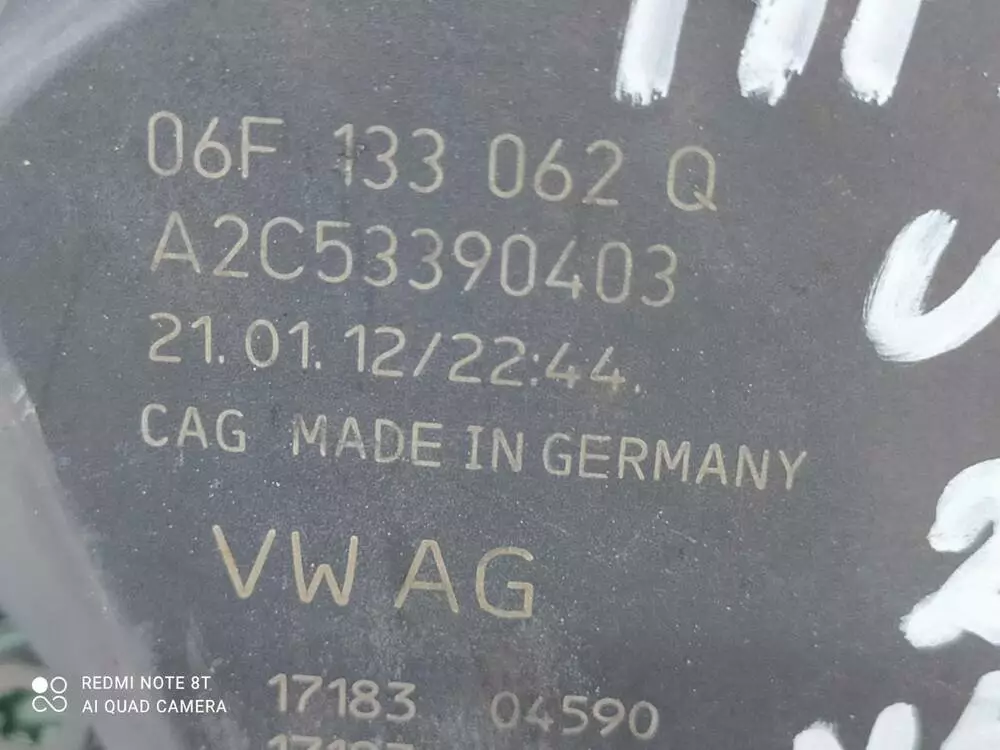 06F 133 062 Q
A2C53390403
21.01.12/22:44.
CAG MADE IN GERMANY
VW AG
17183 04590
REDMI NOTE 8T
AI QUAD CAMERA